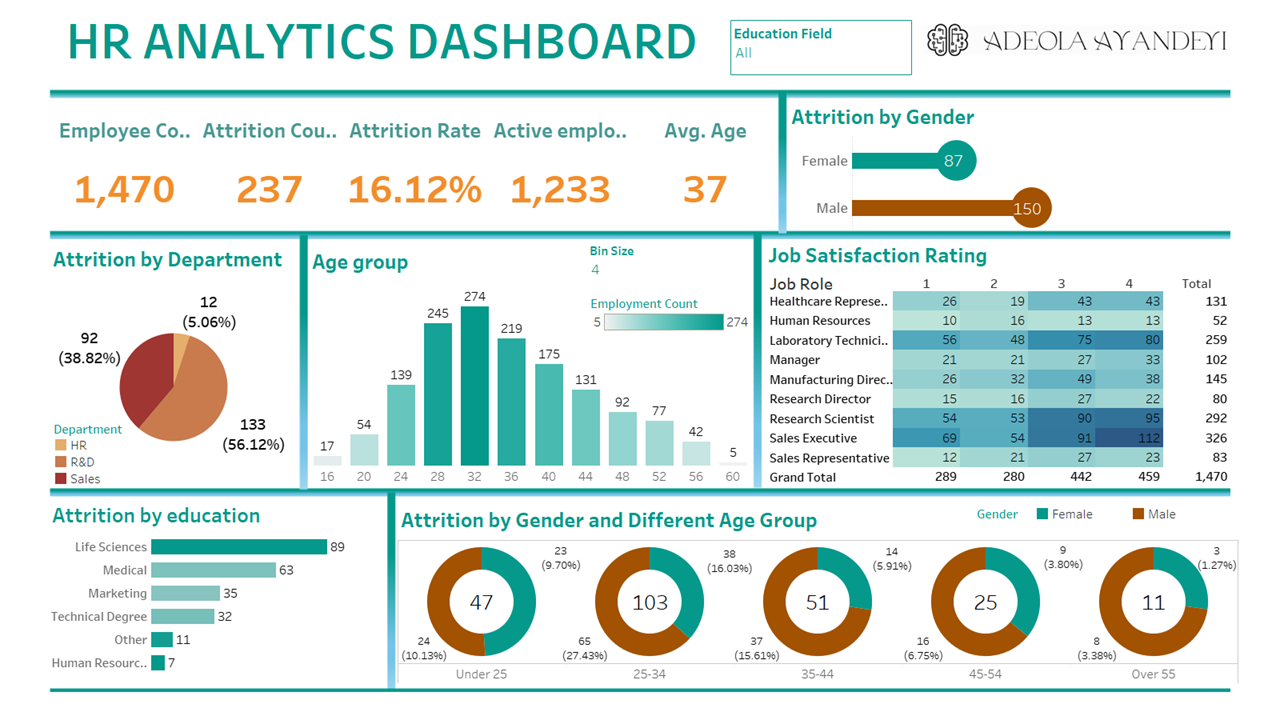 HR ANALYTICS DASHBOARD
Education Field
All
ADEOLA AYANDEYI
Employee Co..
Attrition Cou..
Attrition Rate
Active emplo..
Avg. Age
1,470
237
16.12%
1,233
37
Attrition by Gender
Female
87
Male
150
Attrition by Department
12
(5.06%)
92
(38.82%)
133
(56.12%)
Department
HR
R&D
Sales
Age group
Bin Size
4
Employment Count
5
274
17
54
139
245
274
219
175
131
92
77
42
5
16 20 24 28 32 36 40 44 48 52 56 60
Job Satisfaction Rating
Job Role 1 2 3 4 Total
Healthcare Represe.. 26 19 43 43 131
Human Resources 10 16 13 13 52
Laboratory Technici.. 56 48 75 80 259
Manager 21 21 27 33 102
Manufacturing Direc.. 26 32 49 38 145
Research Director 15 16 27 22 80
Research Scientist 54 53 90 95 292
Sales Executive 69 54 91 112 326
Sales Representative 12 21 27 23 83
Grand Total 289 280 442 459 1,470
Attrition by education
Life Sciences 89
Medical 63
Marketing 35
Technical Degree 32
Other 11
Human Resourc.. 7
Attrition by Gender and Different Age Group
Gender
Female
Male
23
(9.70%)
47
24
(10.13%)
Under 25
38
(16.03%)
103
65
(27.43%)
25-34
14
(5.91%)
51
37
(15.61%)
35-44
9
(3.80%)
25
16
(6.75%)
45-54
3
(1.27%)
11
8
(3.38%)
Over 55